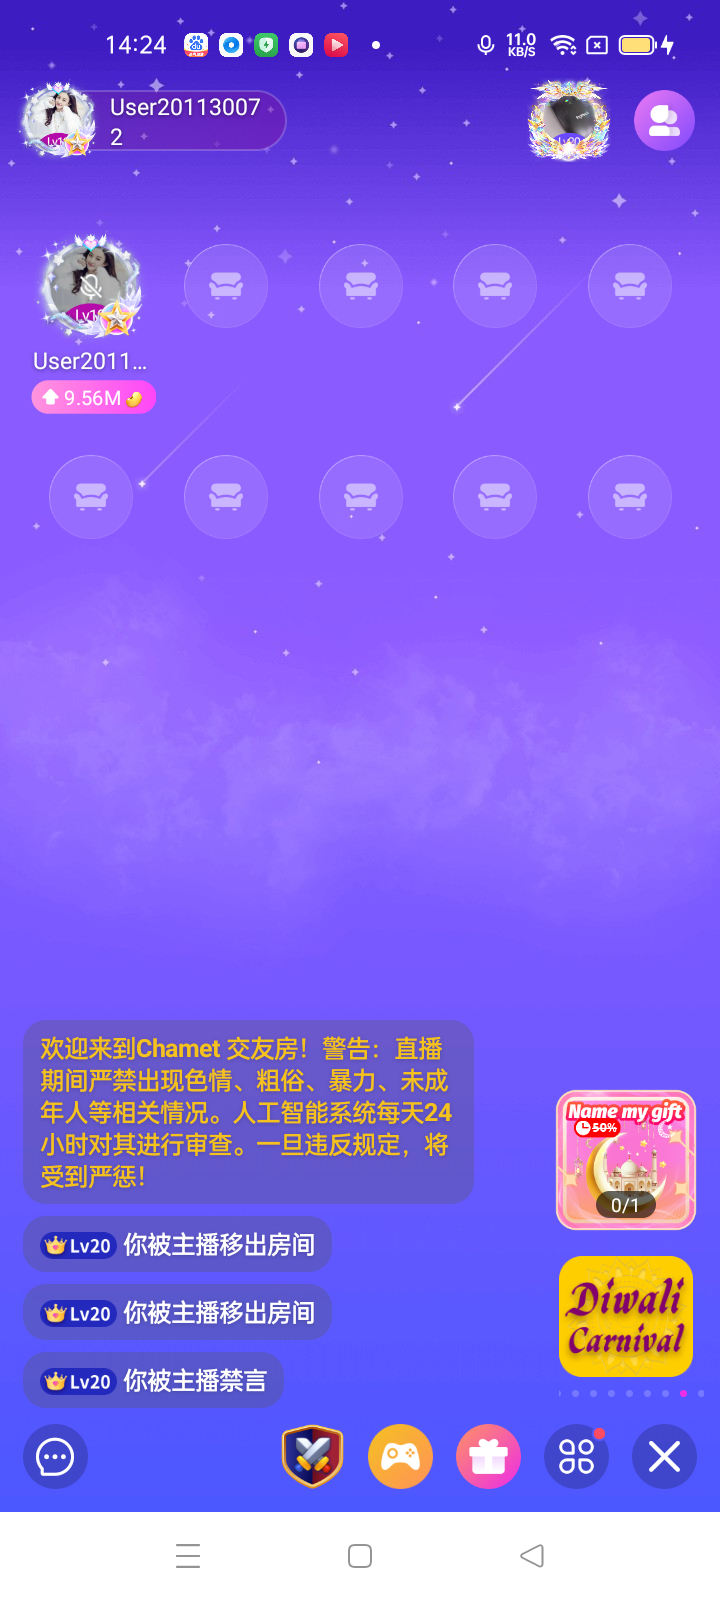 14:24
11.0
KB/S
User20113007
2
Lv20
User2011...
9.56M
欢迎来到Chamet 交友房！警告：直播
期间严禁出现色情、粗俗、暴力、未成
年人等相关情况。人工智能系统每天24
小时对其进行审查。一旦违反规定，将
受到严惩！
Name my gift
50%
0/1
Lv20 你被主播移出房间
Lv20 你被主播移出房间
Diwali
Carnival
Lv20 你被主播禁言